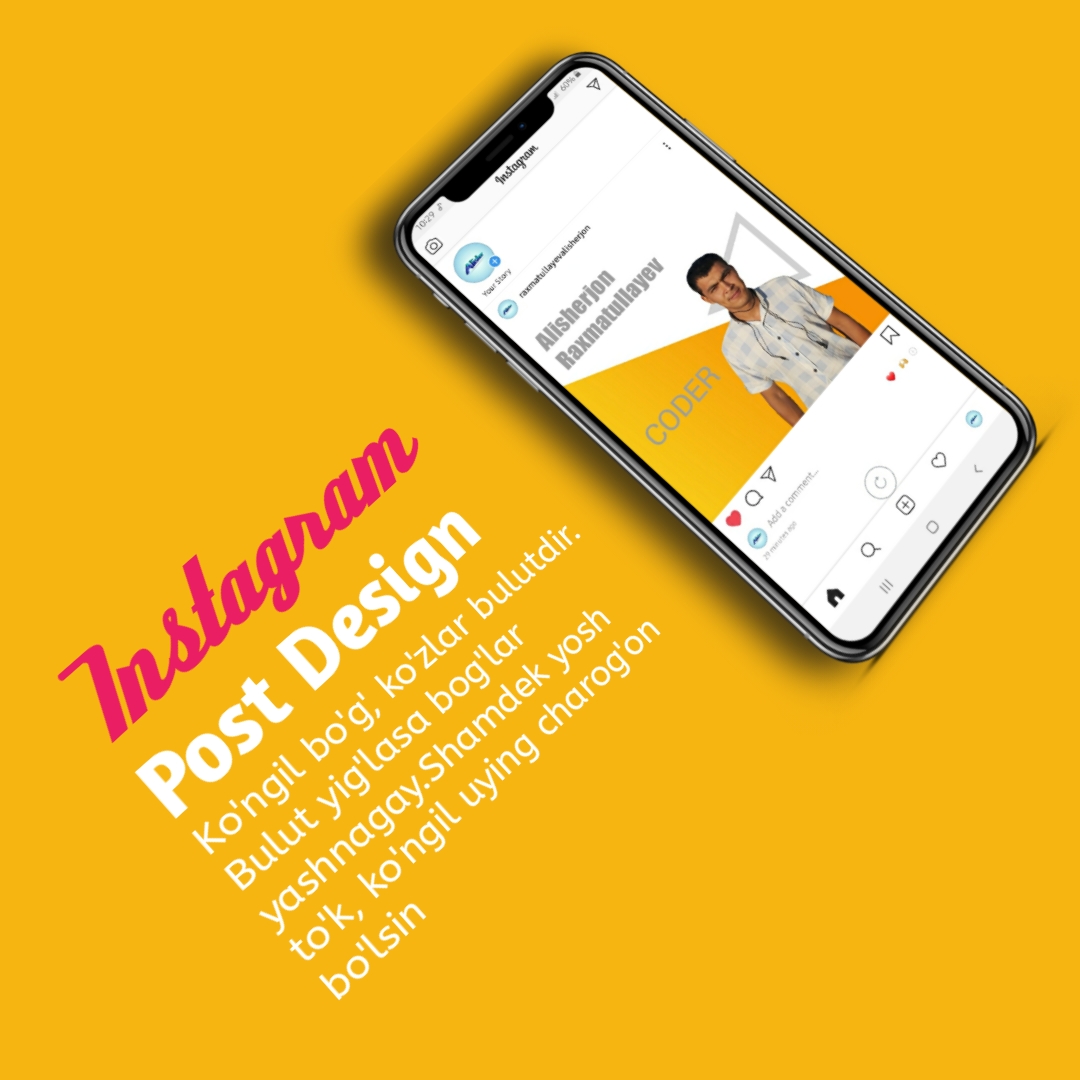 10:29
60%
Instagram
Your Story
raxmatullayevalisherjon
Alisherjon
Raxmatullayev
CODER
Add a comment...
29 minutes ago
Instagram
Post Design
Ko'ngil bo'g', ko'zlar bulutdir.
Bulut yig'lasa bog'lar
yashnagay.Shamdek yosh
to'k, ko'ngil uying charog'on
bo'lsin